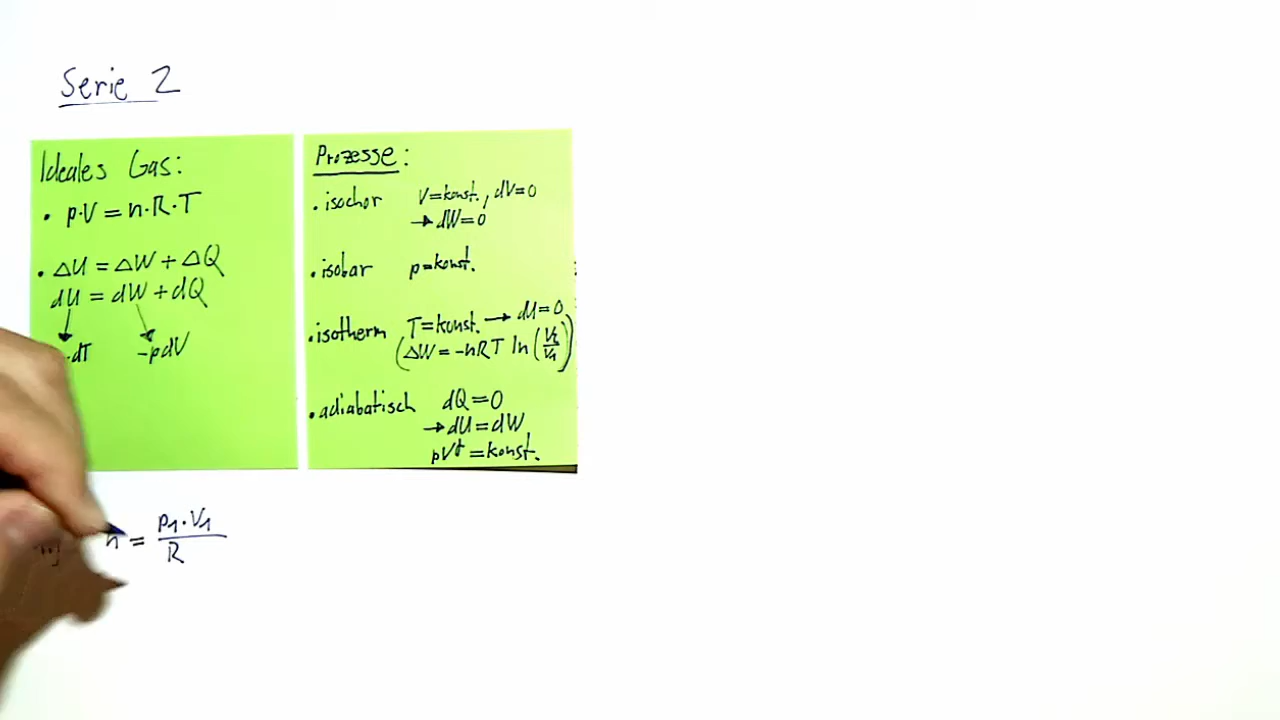 Serie 2
Ideales Gas:
• p·V = n·R·T
• ΔU = ΔW + ΔQ
dU = dW + dQ
·dT -pdV
Prozesse:
• isochor V=konst., dV=0
→ dW=0
• isobar p=konst.
• isotherm T=konst. → dU=0
(ΔW = -nRT ln (V₂/V₁))
• adiabatisch dQ=0
→ dU = dW
pV^γ = konst.
n = p₁·V₁ / R